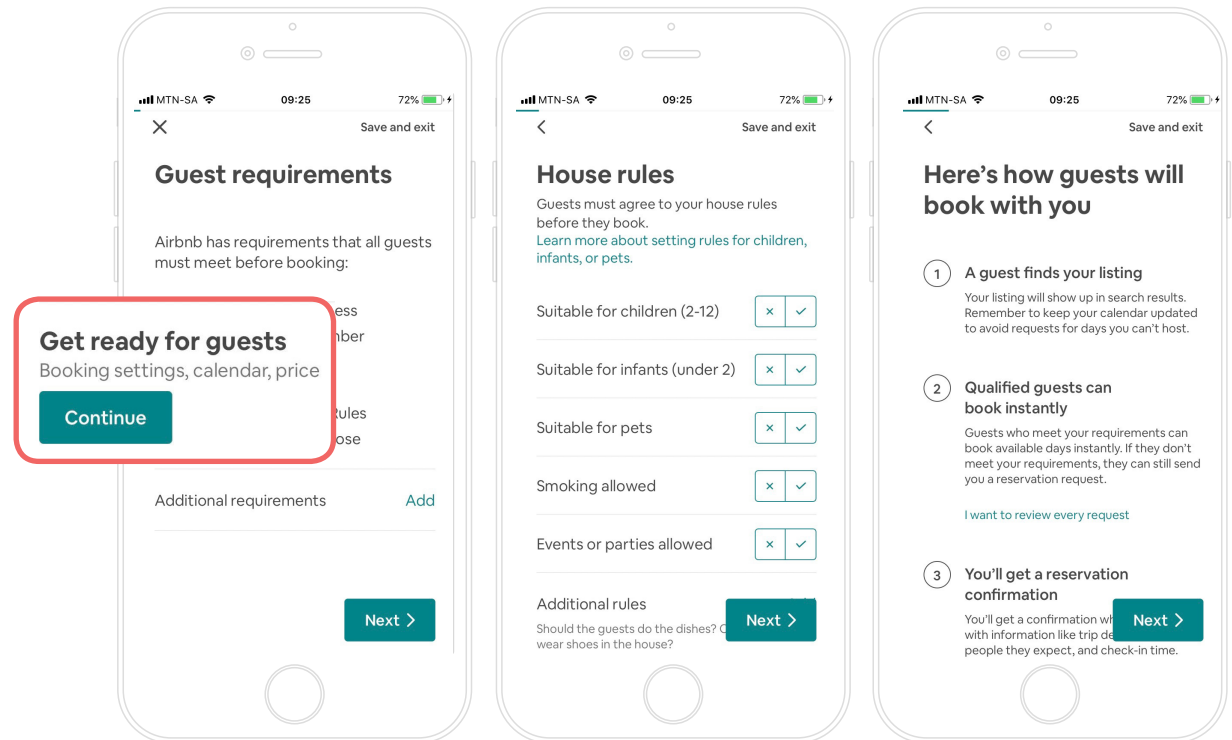 MTN-SA 09:25 72%
Save and exit
Guest requirements
Airbnb has requirements that all guests
must meet before booking:
Get ready for guests
Booking settings, calendar, price
Continue
Additional requirements Add
Next
MTN-SA 09:25 72%
Save and exit
House rules
Guests must agree to your house rules
before they book.
Learn more about setting rules for children,
infants, or pets.
Suitable for children (2-12)
Suitable for infants (under 2)
Suitable for pets
Smoking allowed
Events or parties allowed
Additional rules
Should the guests do the dishes?
wear shoes in the house?
Next
MTN-SA 09:25 72%
Save and exit
Here's how guests will
book with you
1 A guest finds your listing
Your listing will show up in search results.
Remember to keep your calendar updated
to avoid requests for days you can't host.
2 Qualified guests can
book instantly
Guests who meet your requirements can
book available days instantly. If they don't
meet your requirements, they can still send
you a reservation request.
I want to review every request
3 You'll get a reservation
confirmation
You'll get a confirmation
with information like trip
people they expect, and check-in time.
Next